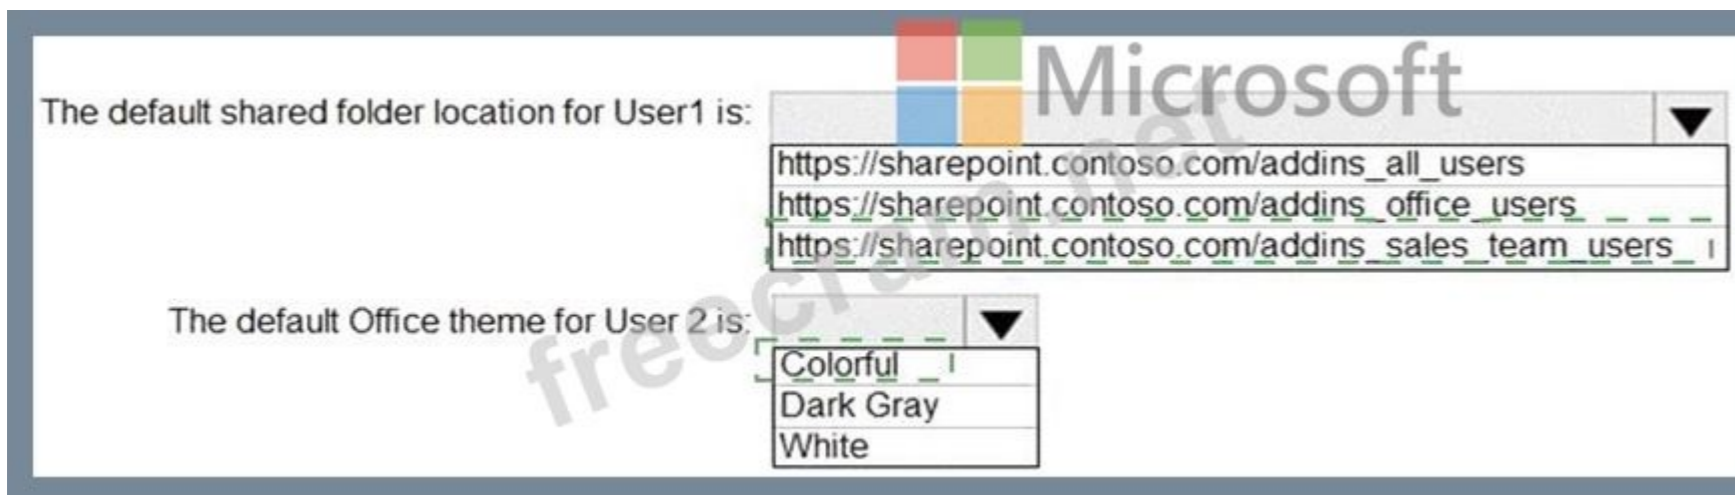 Microsoft
The default shared folder location for User1 is:
https://sharepoint.contoso.com/addins_all_users
https://sharepoint.contoso.com/addins_office_users
https://sharepoint.contoso.com/addins_sales_team_users
The default Office theme for User 2 is:
Colorful
Dark Gray
White
freecram.net